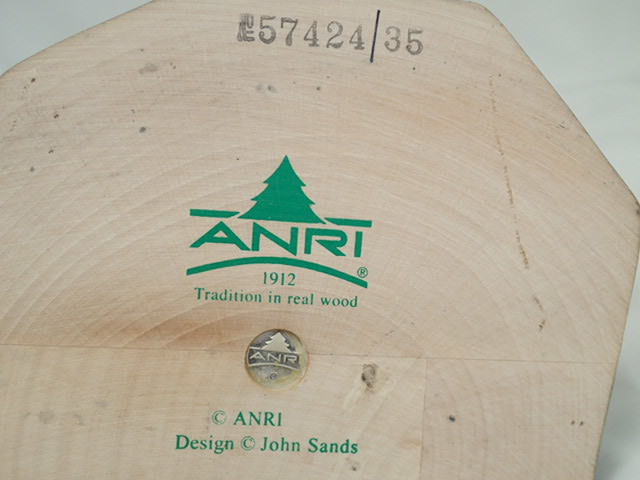 57424/35
ANRI
®
1912
Tradition in real wood
ANRI
© ANRI
Design © John Sands